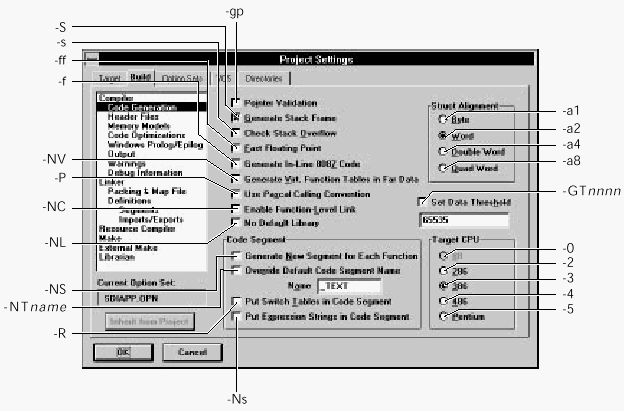 -gp
-S
-s
-ff
-f
-NV
-P
-NC
-NL
-NS
-NTname
-R
-Ns
Project Settings
Target Build Option Sets VCS Directories
Compiler
Code Generation
Header Files
Memory Models
Code Optimizations
Windows Prolog/Epilog
Output
Warnings
Debug Information
Linker
Packing & Map File
Definitions
Segments
Imports/Exports
Resource Compiler
Make
External Make
Librarian
Current Option Set:
SDIAPP.OPN
Inherit from Project
OK
Cancel
Pointer Validation
Generate Stack Frame
Check Stack Overflow
Fast Floating Point
Generate In-Line 8087 Code
Generate Virt. Function Tables in Far Data
Use Pascal Calling Convention
Enable Function-Level Link
No Default Library
Code Segment
Generate New Segment for Each Function
Override Default Code Segment Name
Name _TEXT
Put Switch Tables in Code Segment
Put Expression Strings in Code Segment
Struct Alignment
Byte
Word
Double Word
Quad Word
Set Data Threshold
65535
Target CPU
286
386
486
Pentium
-a1
-a2
-a4
-a8
-GTnnnn
-0
-2
-3
-4
-5